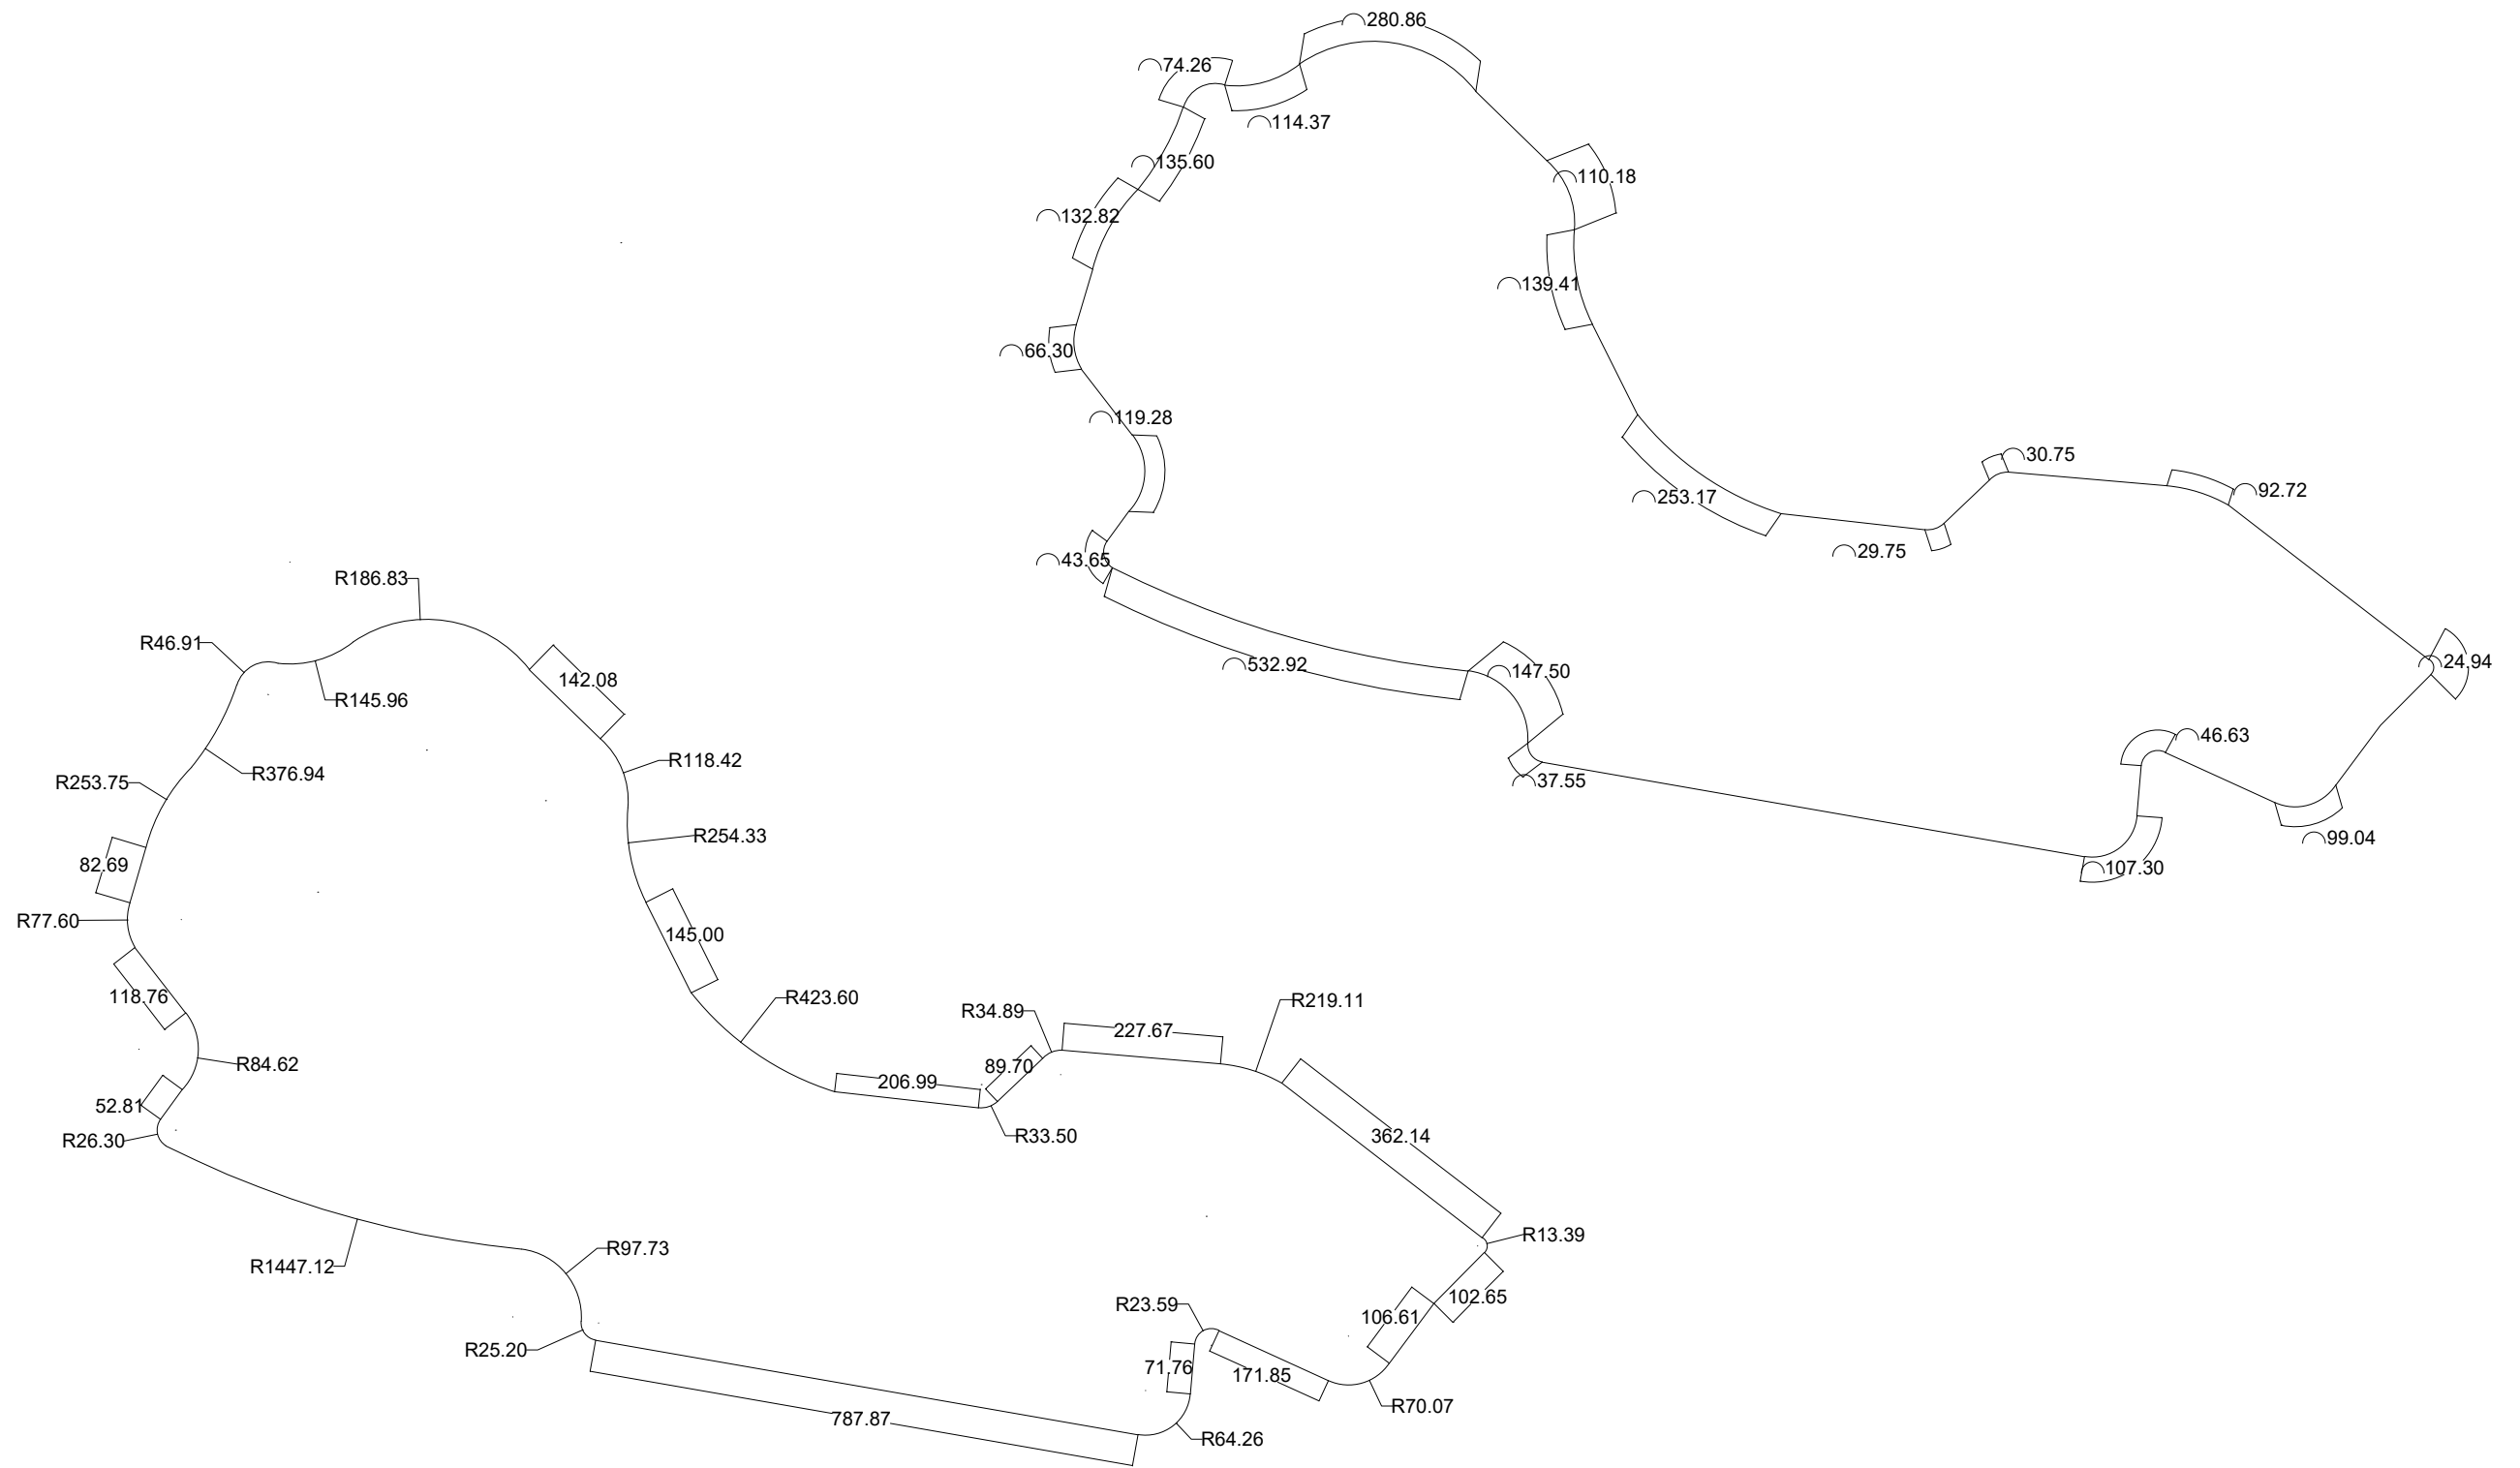 ⌒280.86
⌒74.26
⌒114.37
⌒135.60
⌒110.18
⌒132.82
⌒139.41
⌒66.30
⌒119.28
⌒30.75
⌒92.72
⌒253.17
⌒29.75
⌒43.65
⌒532.92
⌒147.50
⌒24.94
⌒46.63
⌒37.55
⌒99.04
⌒107.30
R186.83
R46.91
142.08
R145.96
R118.42
R376.94
R253.75
R254.33
82.69
R77.60
145.00
118.76
R423.60
R219.11
R34.89
227.67
R84.62
89.70
206.99
52.81
R26.30
R33.50
362.14
R13.39
R97.73
R1447.12
102.65
R23.59
106.61
R25.20
71.76
171.85
R70.07
787.87
R64.26